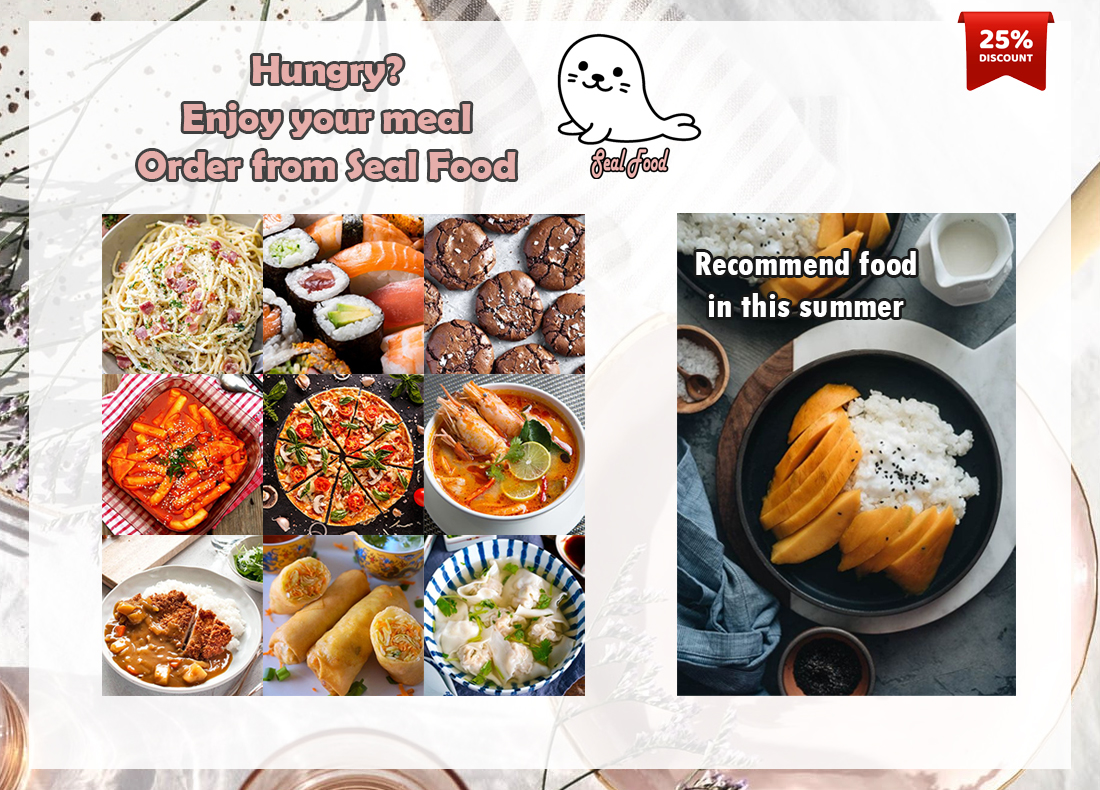 Hungry?
Enjoy your meal
Order from Seal Food
Seal Food
25%
DISCOUNT
Recommend food
in this summer